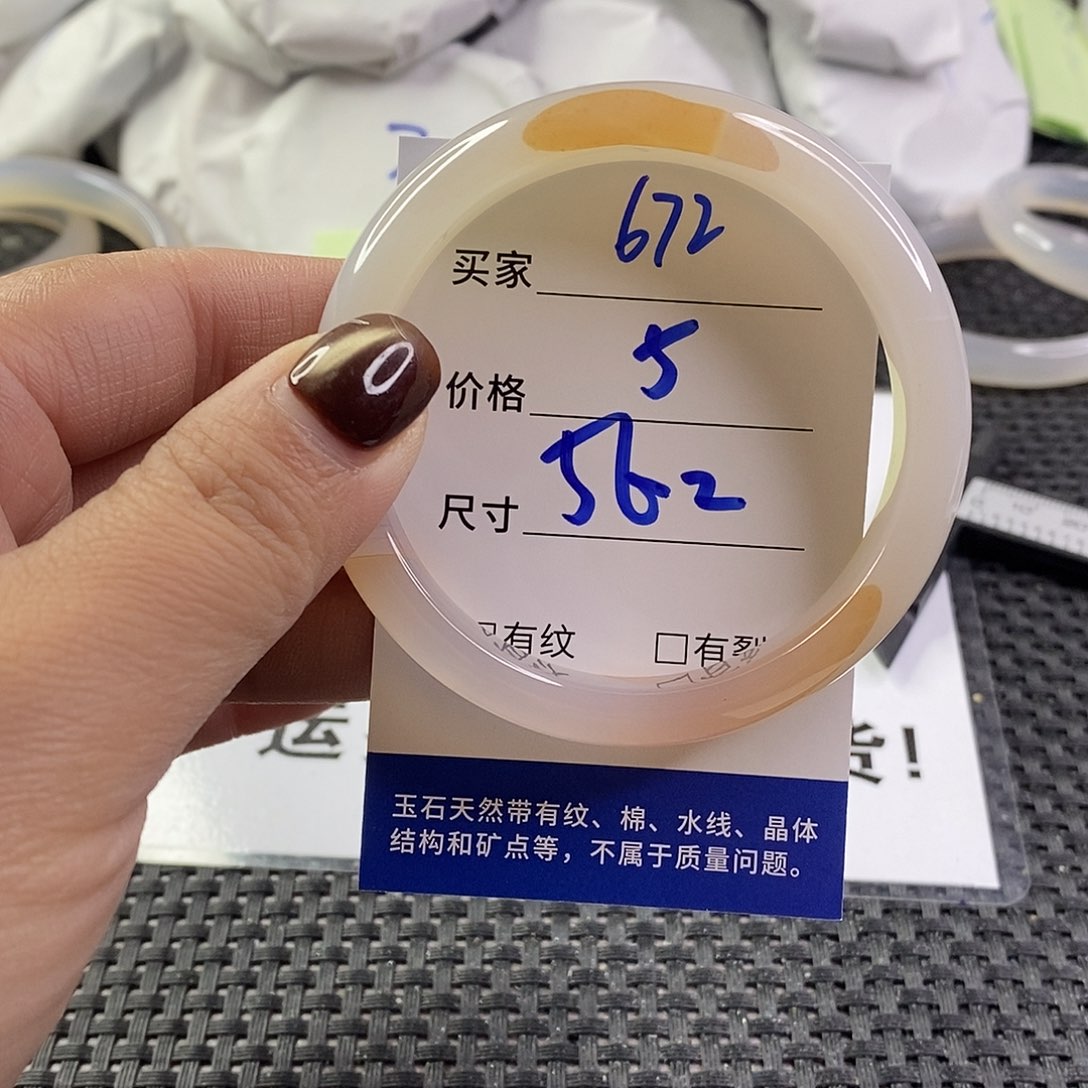 买家 672
价格 5
尺寸 562
有纹 □有裂
运 货!
玉石天然带有纹、棉、水线、晶体
结构和矿点等，不属于质量问题。